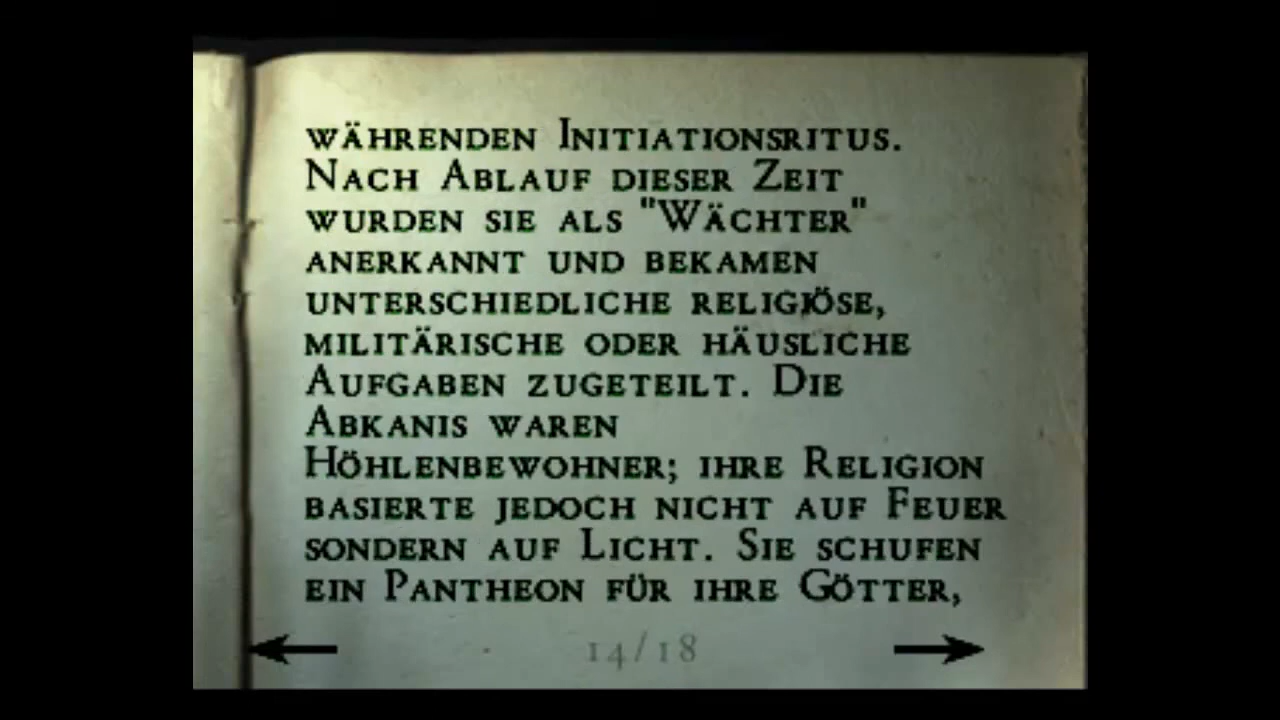 währenden Initiationsritus.
Nach Ablauf dieser Zeit
wurden sie als "Wächter"
anerkannt und bekamen
unterschiedliche religiöse,
militärische oder häusliche
Aufgaben zugeteilt. Die
Abkanis waren
Höhlenbewohner; ihre Religion
basierte jedoch nicht auf Feuer
sondern auf Licht. Sie schufen
ein Pantheon für ihre Götter,
14/18